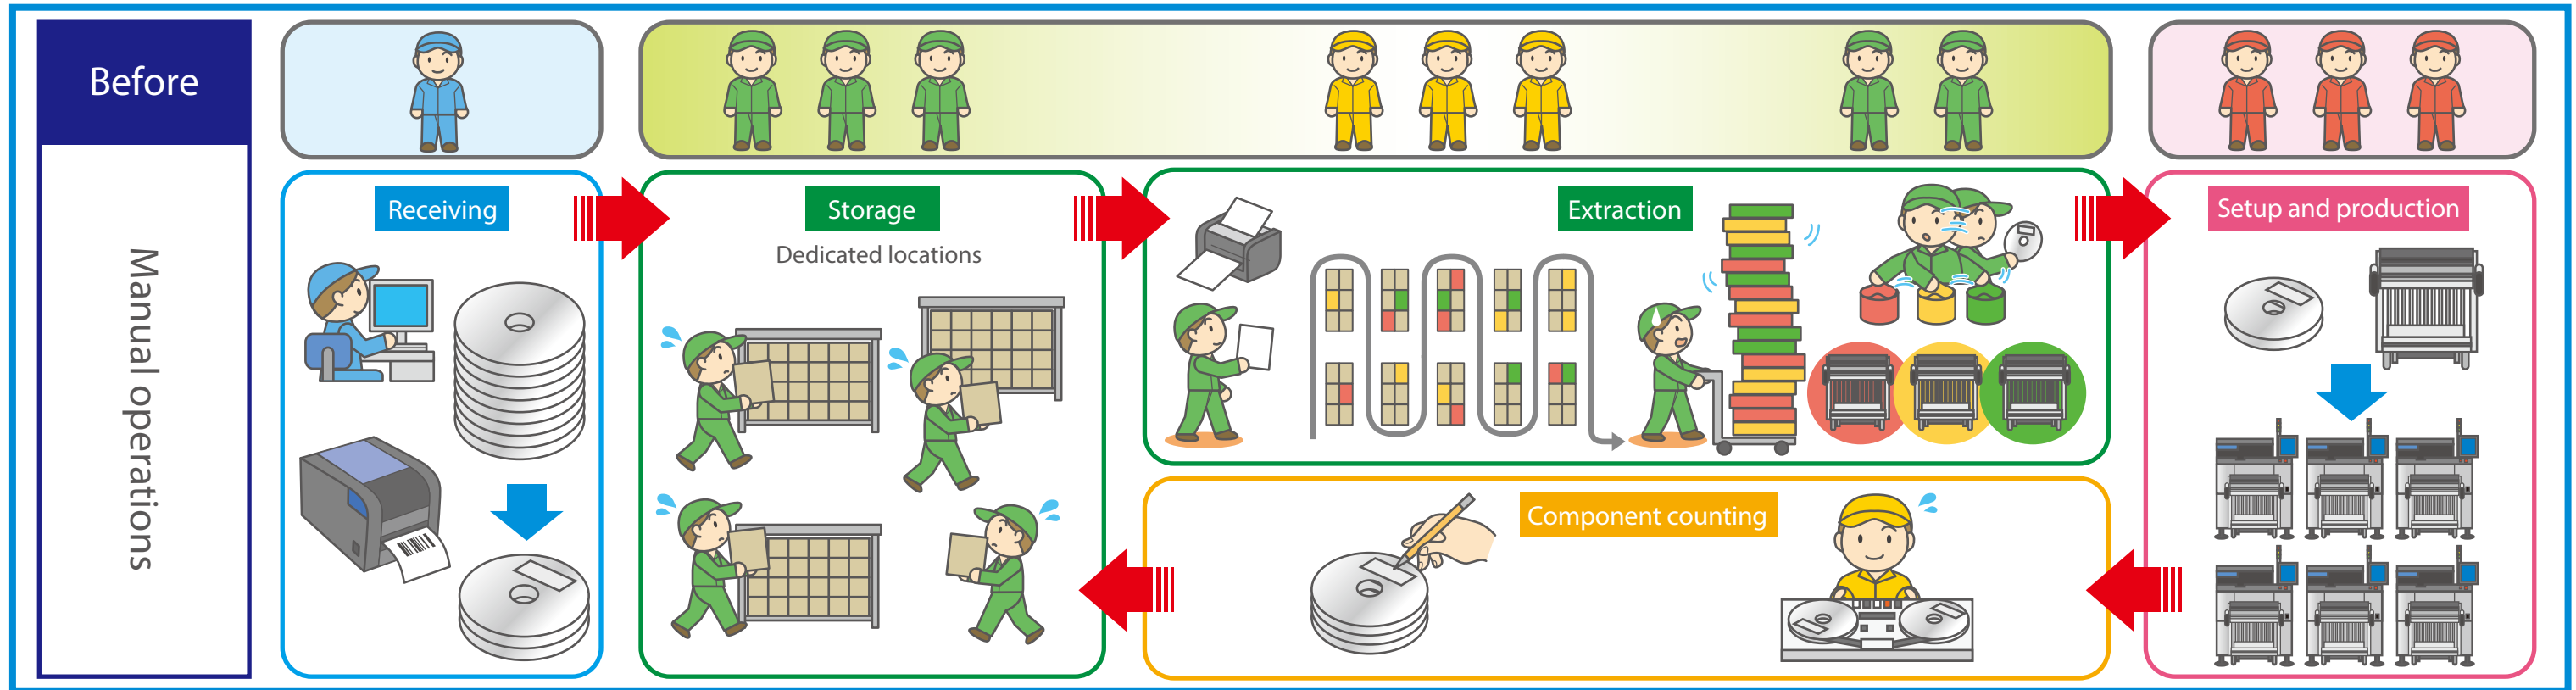 Before
Manual operations
Receiving
Storage
Dedicated locations
Extraction
Setup and production
Component counting